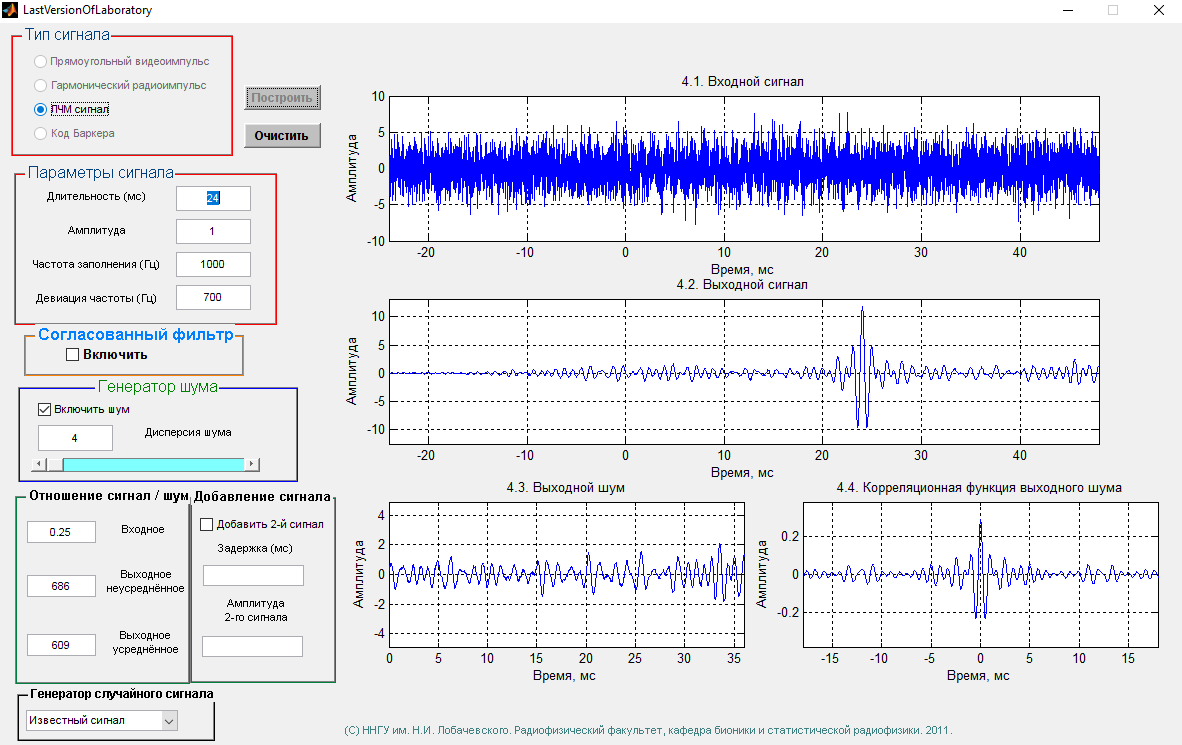 LastVersionOfLaboratory
Тип сигнала
Прямоугольный видеоимпульс
Гармонический радиоимпульс
ЛЧМ сигнал
Код Баркера
Построить
Очистить
Параметры сигнала
Длительность (мс)
24
Амплитуда
1
Частота заполнения (Гц)
1000
Девиация частоты (Гц)
700
Согласованный фильтр
Включить
Генератор шума
Включить шум
4
Дисперсия шума
Отношение сигнал / шум
0.25
Входное
686
Выходное
неусреднённое
609
Выходное
усреднённое
Добавление сигнала
Добавить 2-й сигнал
Задержка (мс)
Амплитуда
2-го сигнала
Генератор случайного сигнала
Известный сигнал
4.1. Входной сигнал
Амплитуда
10
5
0
-5
-10
-20 -10 0 10 20 30 40
Время, мс
4.2. Выходной сигнал
Амплитуда
10
5
0
-5
-10
-20 -10 0 10 20 30 40
Время, мс
4.3. Выходной шум
Амплитуда
4
2
0
-2
-4
0 5 10 15 20 25 30 35
Время, мс
4.4. Корреляционная функция выходного шума
Амплитуда
0.2
0
-0.2
-15 -10 -5 0 5 10 15
Время, мс
(С) ННГУ им. Н.И. Лобачевского. Радиофизический факультет, кафедра бионики и статистической радиофизики. 2011.